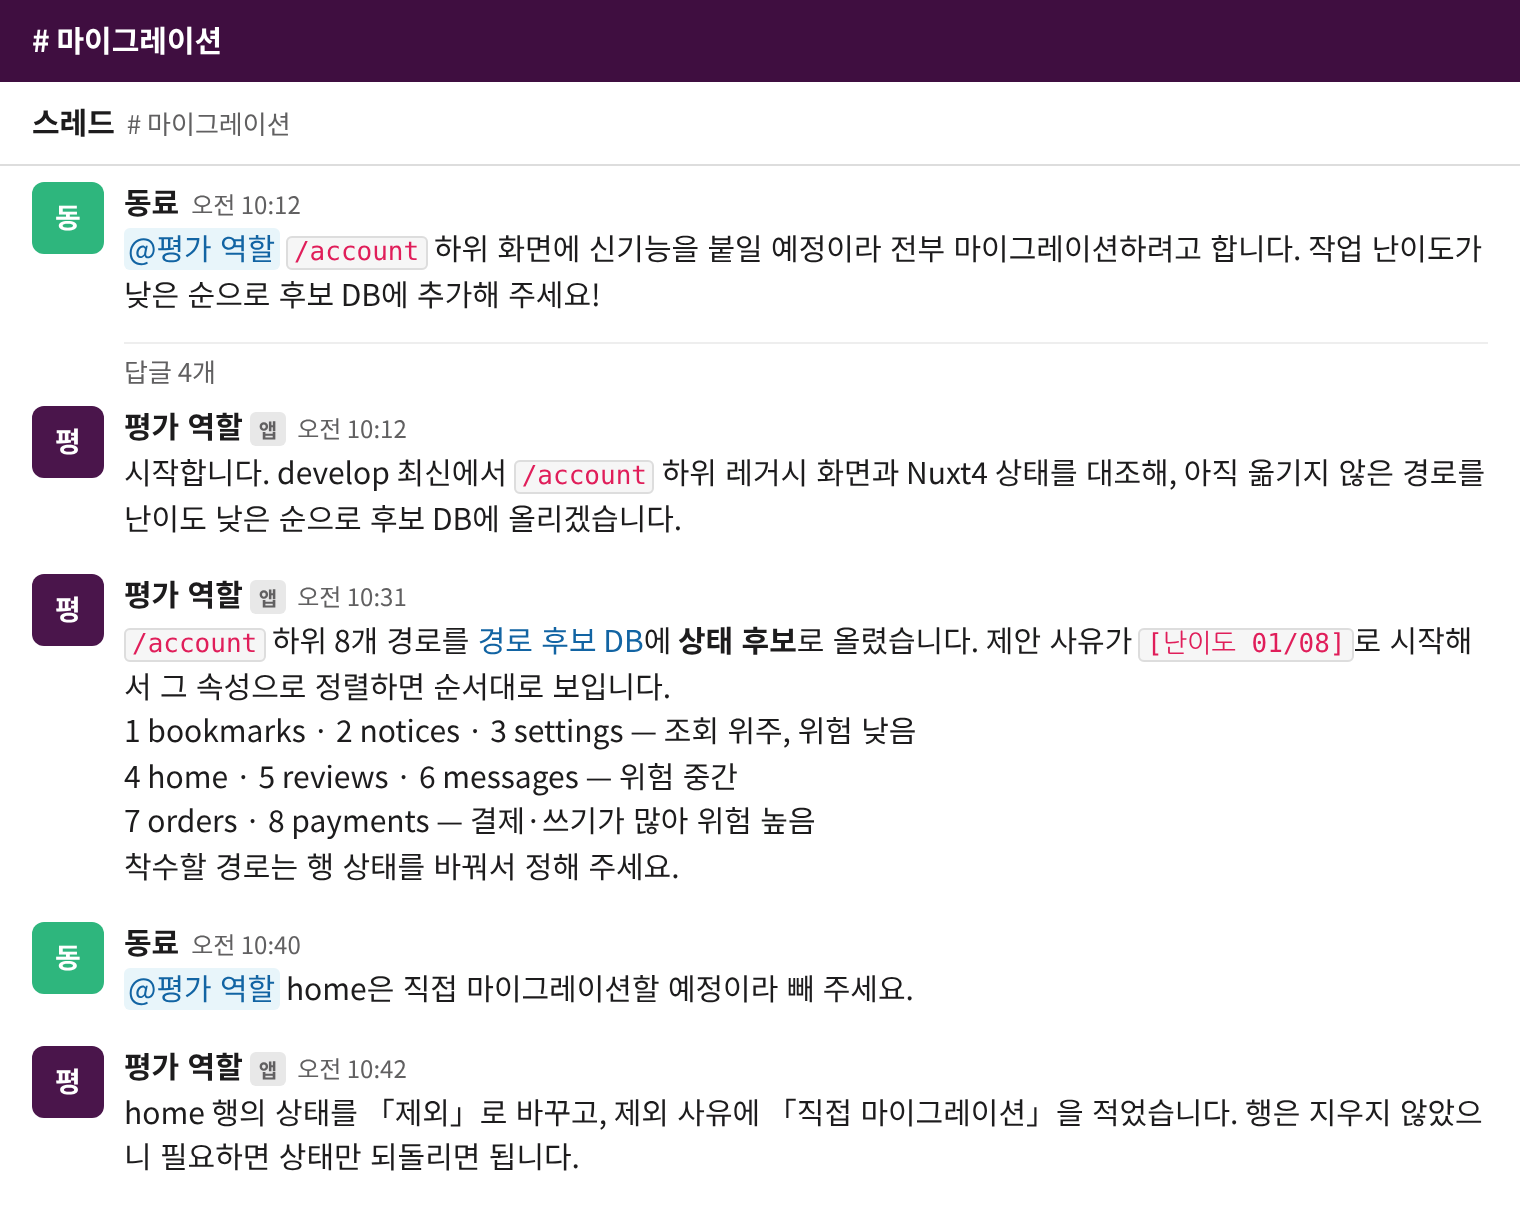 # 마이그레이션
스레드 # 마이그레이션
동
동료 오전 10:12
@평가 역할 /account 하위 화면에 신기능을 붙일 예정이라 전부 마이그레이션하려고 합니다. 작업 난이도가
낮은 순으로 후보 DB에 추가해 주세요!
답글 4개
평
평가 역할 앱 오전 10:12
시작합니다. develop 최신에서 /account 하위 레거시 화면과 Nuxt4 상태를 대조해, 아직 옮기지 않은 경로를
난이도 낮은 순으로 후보 DB에 올리겠습니다.
평
평가 역할 앱 오전 10:31
/account 하위 8개 경로를 경로 후보 DB에 상태 후보로 올렸습니다. 제안 사유가 [난이도 01/08]로 시작해
서 그 속성으로 정렬하면 순서대로 보입니다.
1 bookmarks · 2 notices · 3 settings — 조회 위주, 위험 낮음
4 home · 5 reviews · 6 messages — 위험 중간
7 orders · 8 payments — 결제·쓰기가 많아 위험 높음
착수할 경로는 행 상태를 바꿔서 정해 주세요.
동
동료 오전 10:40
@평가 역할 home은 직접 마이그레이션할 예정이라 빼 주세요.
평
평가 역할 앱 오전 10:42
home 행의 상태를 「제외」로 바꾸고, 제외 사유에 「직접 마이그레이션」을 적었습니다. 행은 지우지 않았으
니 필요하면 상태만 되돌리면 됩니다.